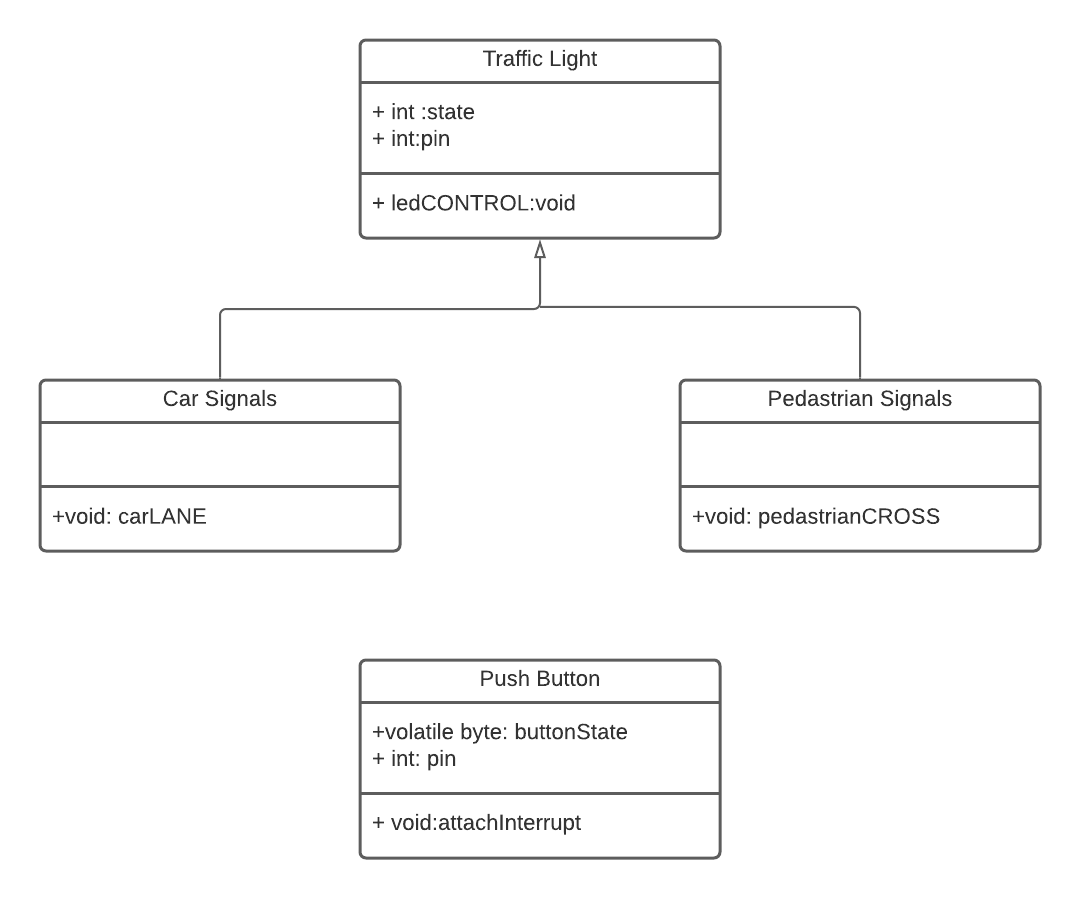 Traffic Light
+ int :state
+ int:pin
+ ledCONTROL:void
Car Signals
+void: carLANE
Pedastrian Signals
+void: pedastrianCROSS
Push Button
+volatile byte: buttonState
+ int: pin
+ void:attachInterrupt